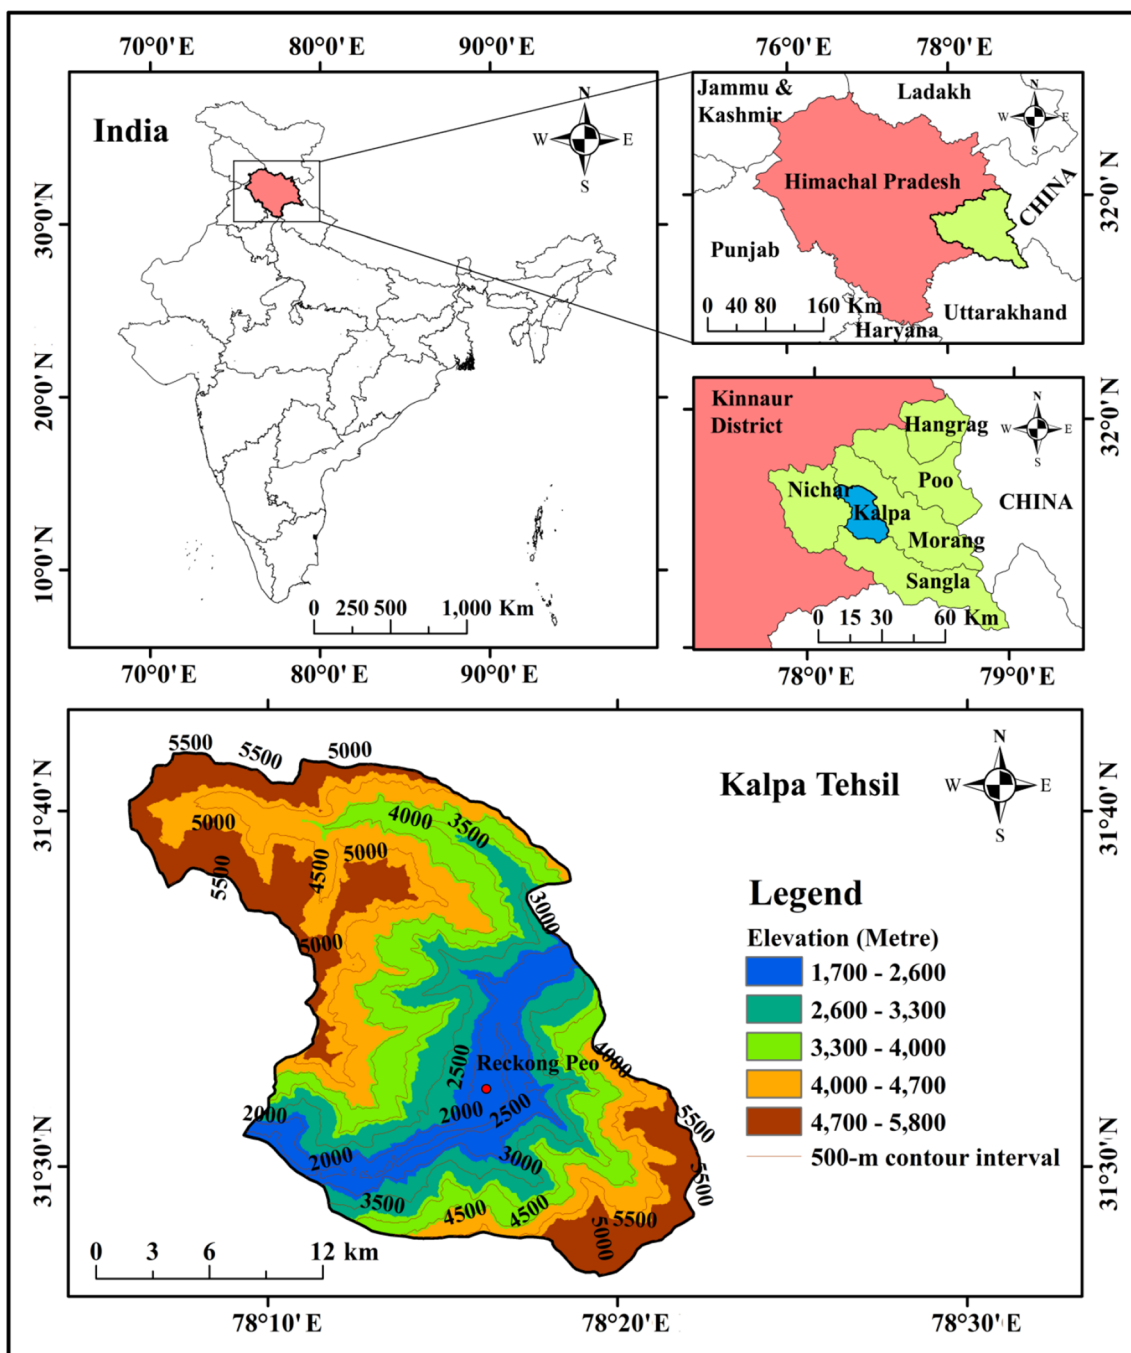 70°0' E 80°0' E 90°0' E
India
N
W E
S
30°0' N
20°0' N
10°0' N
0 250 500 1,000 Km
70°0' E 80°0' E 90°0' E
76°0' E 78°0' E
Jammu &
Kashmir
Ladakh
N
W E
S
Himachal Pradesh
CHINA
32°0' N
Punjab
0 40 80 160 Km
Uttarakhand
Haryana
Kinnaur
District
Hangrag
N
W E
S
32°0' N
Poo
Nichar
CHINA
Kalpa
Morang
Sangla
0 15 30 60 Km
78°0' E 79°0' E
Kalpa Tehsil
N
W E
S
31°40' N
31°40' N
5500
5500
5000
5000
4000
3500
5000
4500
5500
3000
5000
4000
Reckong Peo
2500
2000
2000
2500
5500
2000
3000
5500
3500
4500
4500
5500
5000
31°30' N
31°30' N
Legend
Elevation (Metre)
1,700 - 2,600
2,600 - 3,300
3,300 - 4,000
4,000 - 4,700
4,700 - 5,800
500-m contour interval
0 3 6 12 km
78°10' E 78°20' E 78°30' E